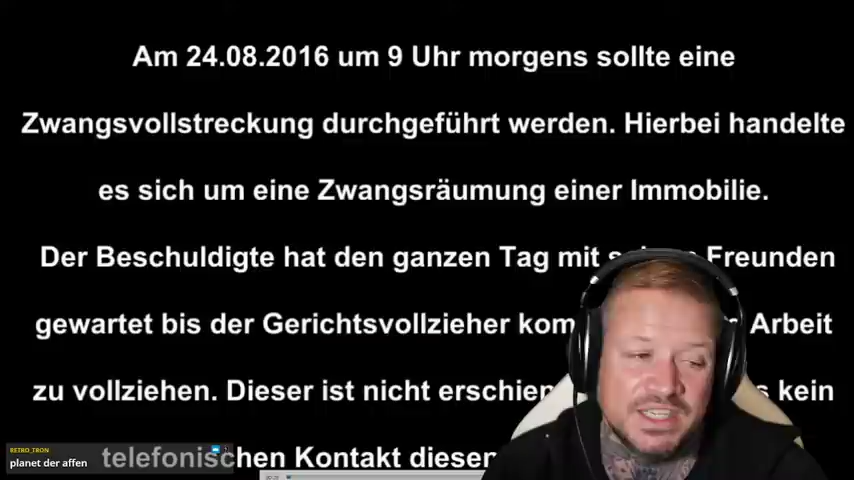 Am 24.08.2016 um 9 Uhr morgens sollte eine
Zwangsvollstreckung durchgeführt werden. Hierbei handelte
es sich um eine Zwangsräumung einer Immobilie.
Der Beschuldigte hat den ganzen Tag mit Freunden
gewartet bis der Gerichtsvollzieher Arbeit
zu vollziehen. Dieser ist nicht kein
telefonischen Kontakt
RETRO_TRON
planet der affen